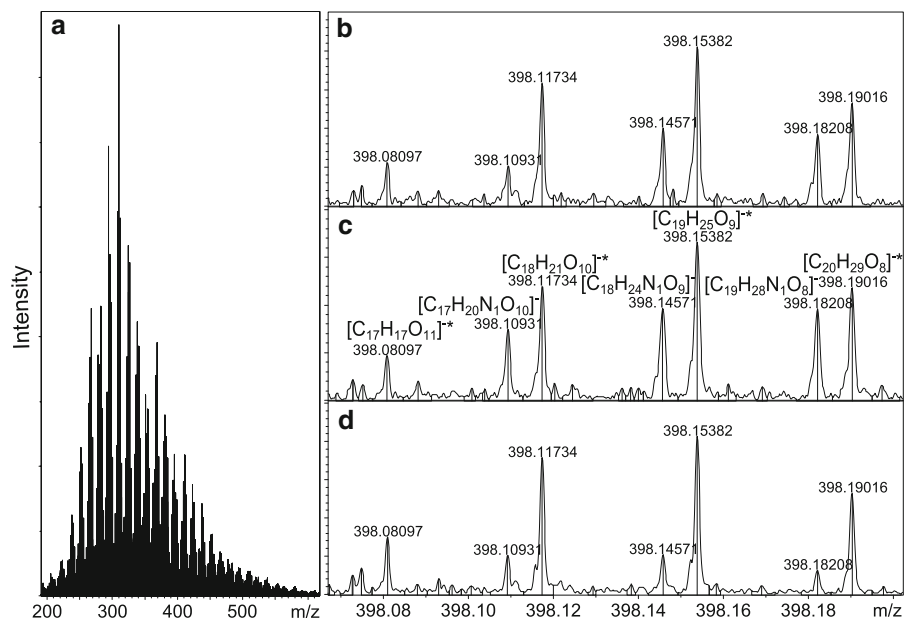 a
Intensity
200 300 400 500 m/z
b
398.15382
398.11734
398.19016
398.14571
398.18208
398.08097
398.10931
c
[C19H25O9]-*
398.15382
[C18H21O10]-*
[C20H29O8]-*
398.11734
[C18H24N1O9]-
[C19H28N1O8]-
398.19016
[C17H20N1O10]-
398.14571
398.18208
[C17H17O11]-*
398.10931
398.08097
d
398.15382
398.11734
398.19016
398.08097
398.10931
398.14571
398.18208
398.08 398.10 398.12 398.14 398.16 398.18 m/z